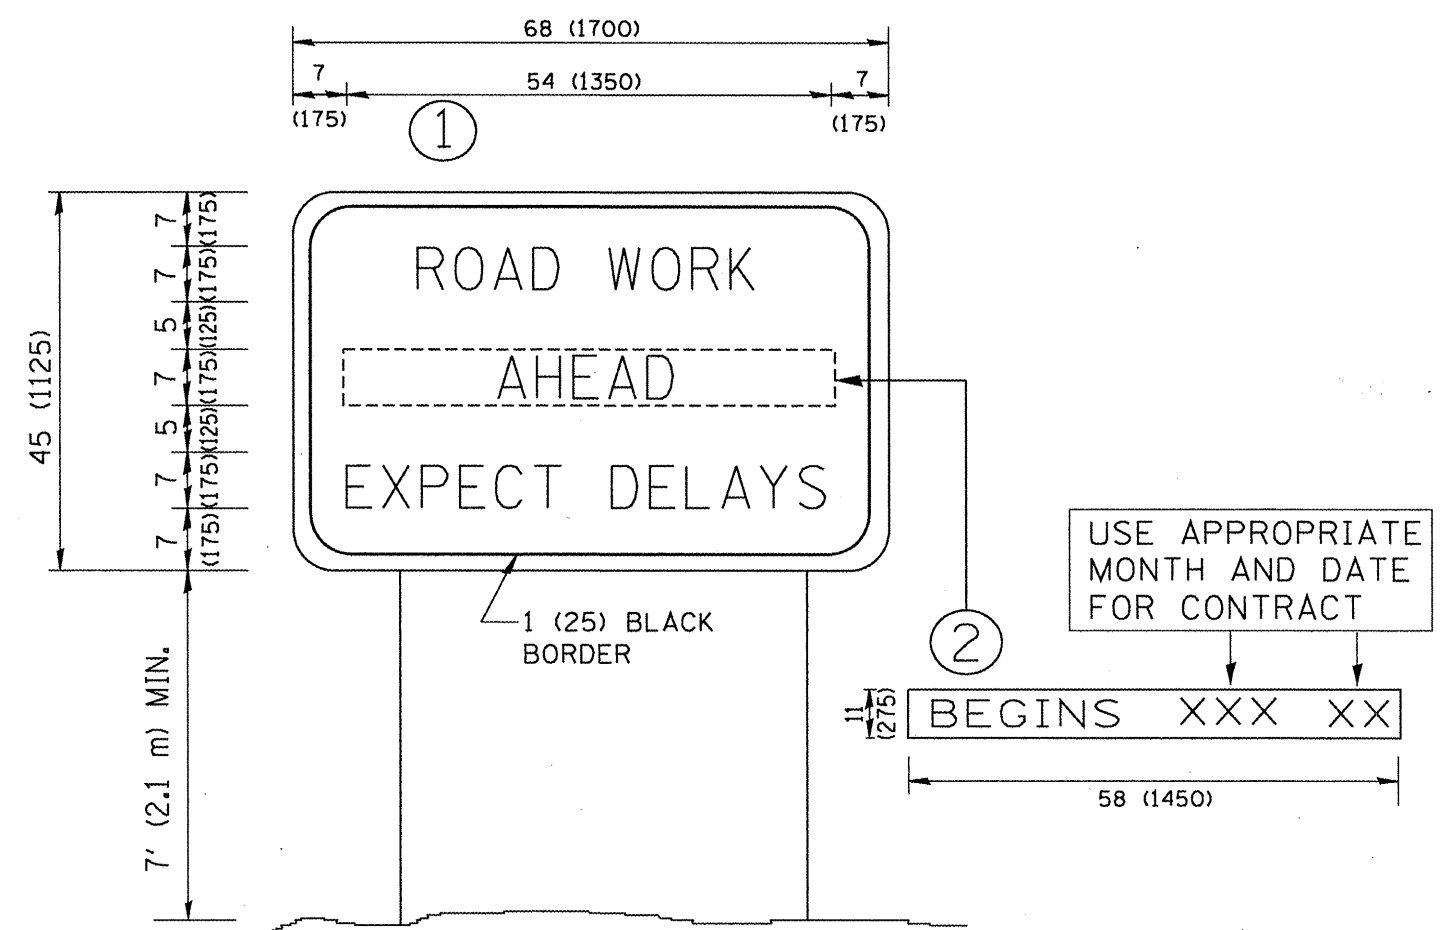 68 (1700)
7
54 (1350)
7
(175)
(175)
1
45 (1125)
7 (175)
7 (175)
5 (125)
7 (175)
5 (125)
7 (175)
7 (175)
ROAD WORK
AHEAD
EXPECT DELAYS
1 (25) BLACK
BORDER
7' (2.1 m) MIN.
2
USE APPROPRIATE
MONTH AND DATE
FOR CONTRACT
11
(275)
BEGINS XXX XX
58 (1450)